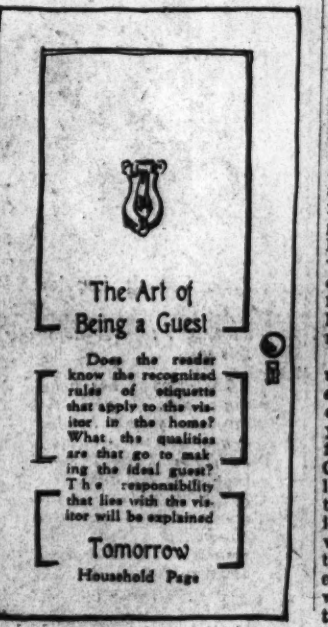 The Art of
Being a Guest
Does the reader
know the recognized
rules of etiquette
that apply to the vis-
itor in the home?
What the qualities
are that go to mak
ing the ideal guest?
The responsibility
that lies with the vis-
itor will be explained
Tomorrow
Household Page